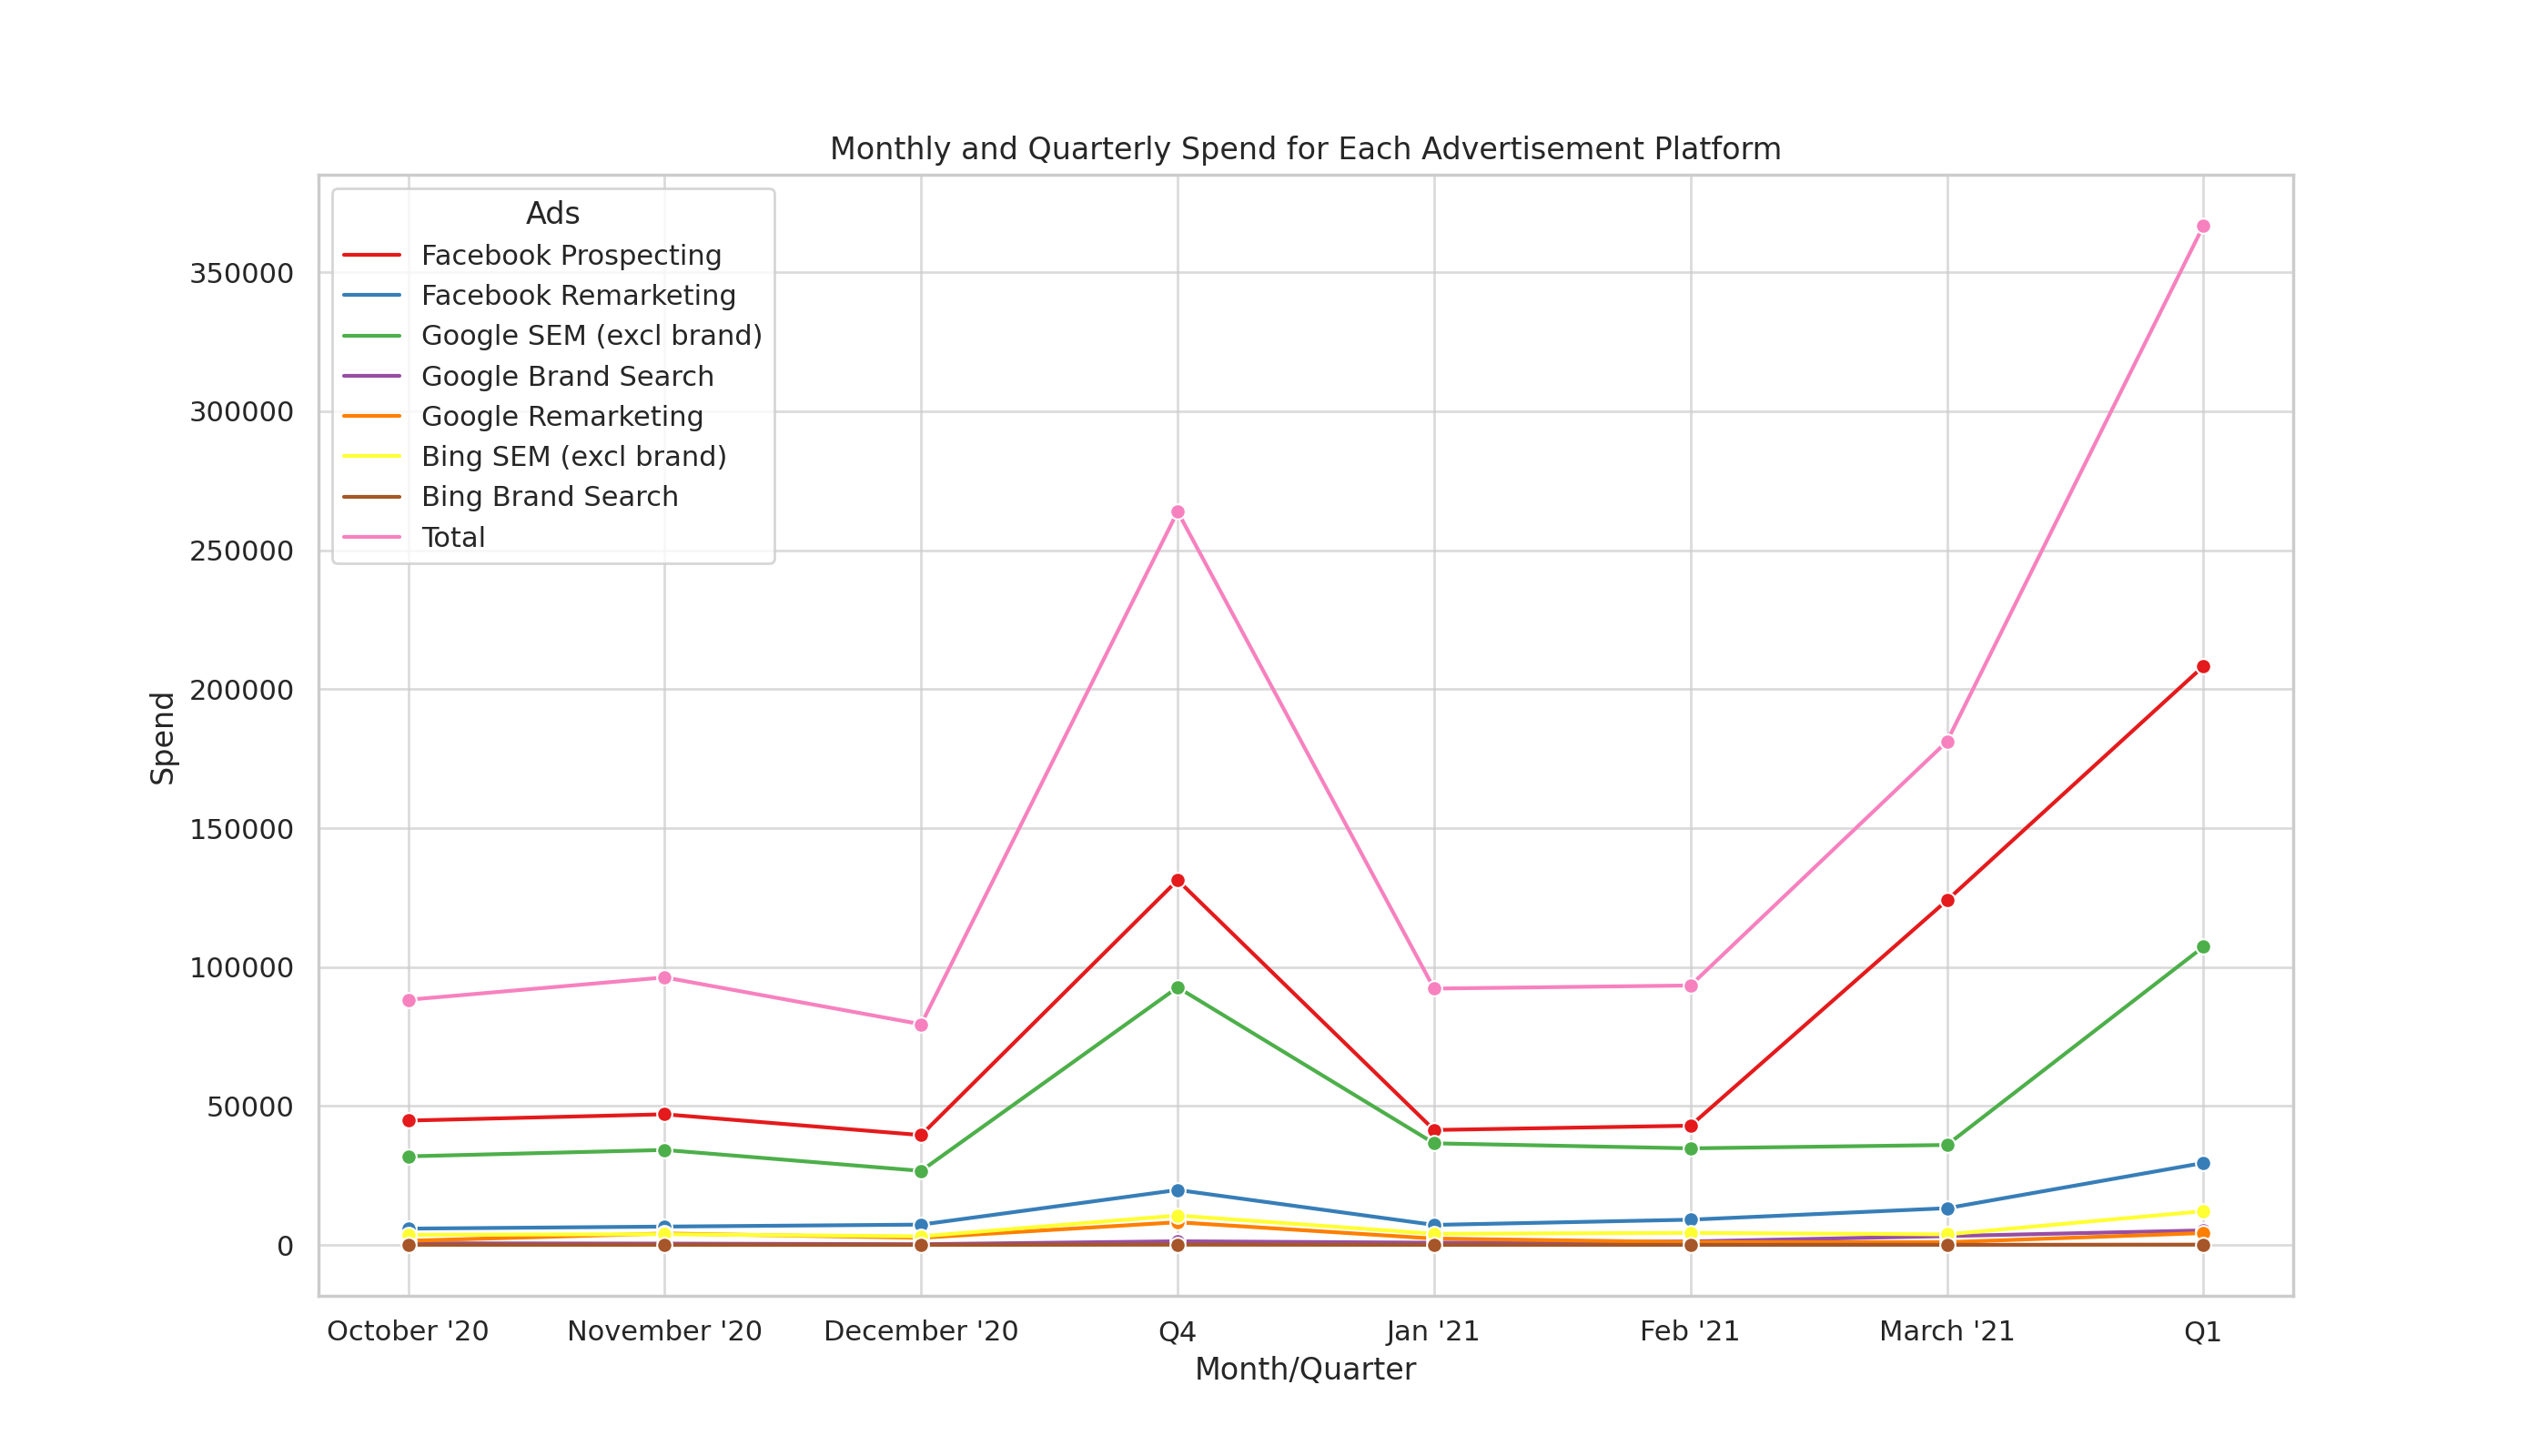 Monthly and Quarterly Spend for Each Advertisement Platform
Ads
Facebook Prospecting
Facebook Remarketing
Google SEM (excl brand)
Google Brand Search
Google Remarketing
Bing SEM (excl brand)
Bing Brand Search
Total
350000
300000
250000
200000
150000
100000
50000
0
Spend
October '20 November '20 December '20 Q4 Jan '21 Feb '21 March '21 Q1
Month/Quarter